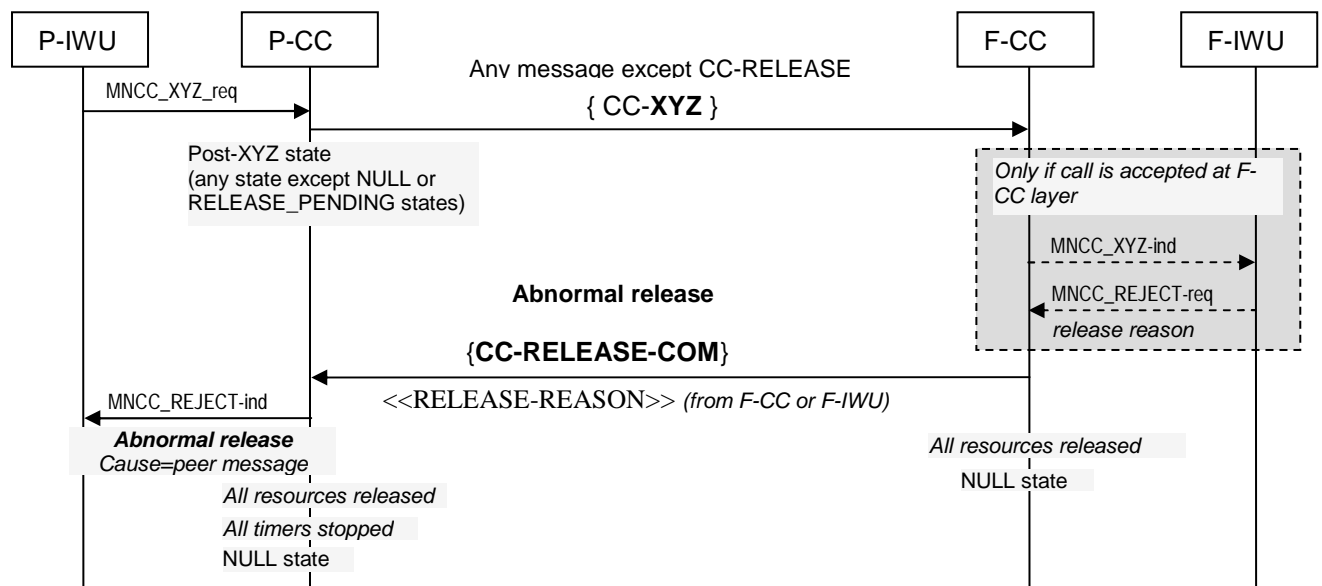 P-IWU
P-CC
F-CC
F-IWU
Any message except CC-RELEASE
MNCC_XYZ_req
{ CC-XYZ }
Post-XYZ state
(any state except NULL or
RELEASE_PENDING states)
Only if call is accepted at F-
CC layer
MNCC_XYZ-ind
Abnormal release
MNCC_REJECT-req
release reason
{CC-RELEASE-COM}
MNCC_REJECT-ind
<<RELEASE-REASON>> (from F-CC or F-IWU)
Abnormal release
Cause=peer message
All resources released
NULL state
All resources released
All timers stopped
NULL state